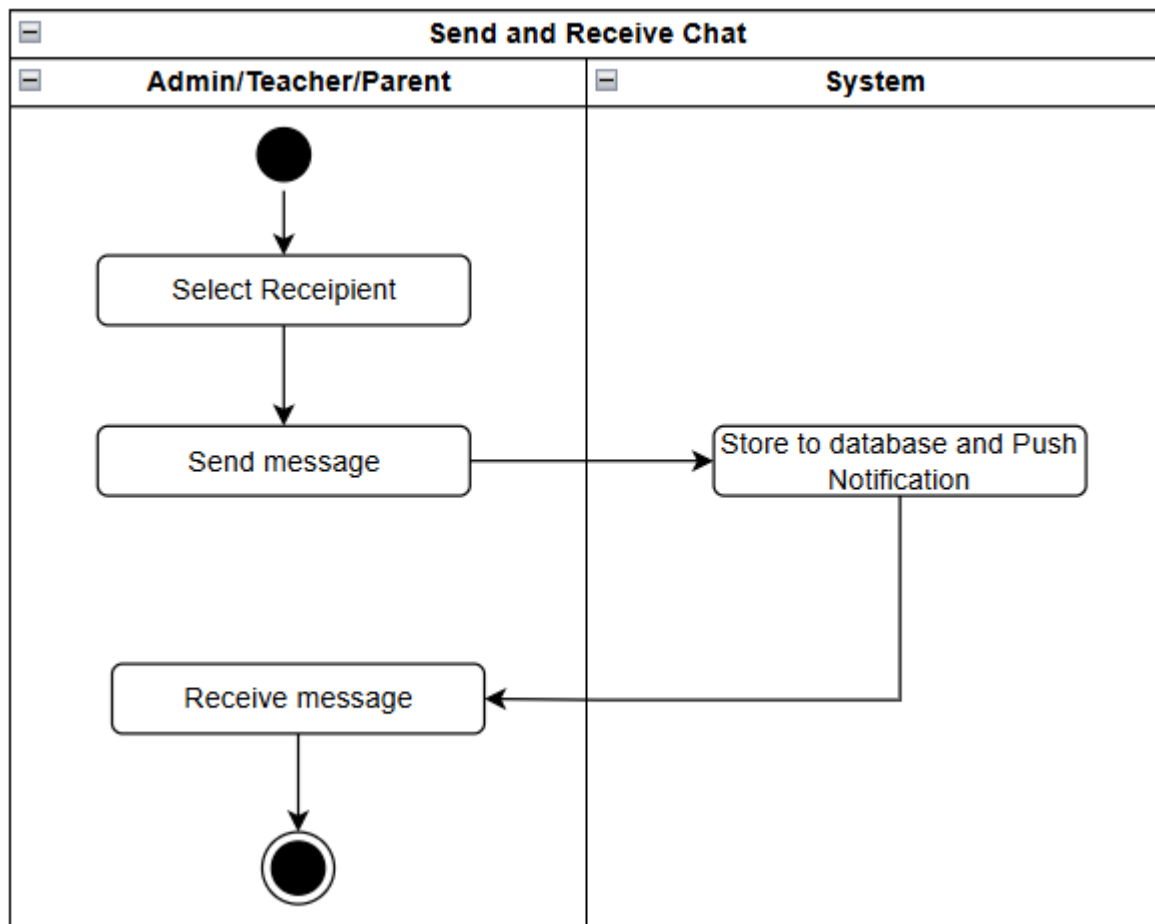 Send and Receive Chat
Admin/Teacher/Parent
System
Select Receipient
Send message
Store to database and Push
Notification
Receive message